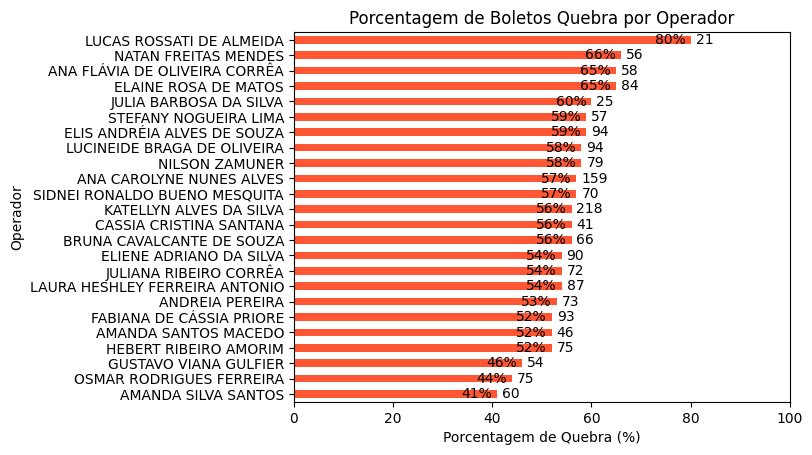 Porcentagem de Boletos Quebra por Operador
LUCAS ROSSATI DE ALMEIDA 80% 21
NATAN FREITAS MENDES 66% 56
ANA FLÁVIA DE OLIVEIRA CORRÊA 65% 58
ELAINE ROSA DE MATOS 65% 84
JULIA BARBOSA DA SILVA 60% 25
STEFANY NOGUEIRA LIMA 59% 57
ELIS ANDRÉIA ALVES DE SOUZA 59% 94
LUCINEIDE BRAGA DE OLIVEIRA 58% 94
NILSON ZAMUNER 58% 79
ANA CAROLYNE NUNES ALVES 57% 159
SIDNEI RONALDO BUENO MESQUITA 57% 70
KATELLYN ALVES DA SILVA 56% 218
CASSIA CRISTINA SANTANA 56% 41
BRUNA CAVALCANTE DE SOUZA 56% 66
ELIENE ADRIANO DA SILVA 54% 90
JULIANA RIBEIRO CORRÊA 54% 72
LAURA HESHLEY FERREIRA ANTONIO 54% 87
ANDREIA PEREIRA 53% 73
FABIANA DE CÁSSIA PRIORE 52% 93
AMANDA SANTOS MACEDO 52% 46
HEBERT RIBEIRO AMORIM 52% 75
GUSTAVO VIANA GULFIER 46% 54
OSMAR RODRIGUES FERREIRA 44% 75
AMANDA SILVA SANTOS 41% 60
Operador
0 20 40 60 80 100
Porcentagem de Quebra (%)